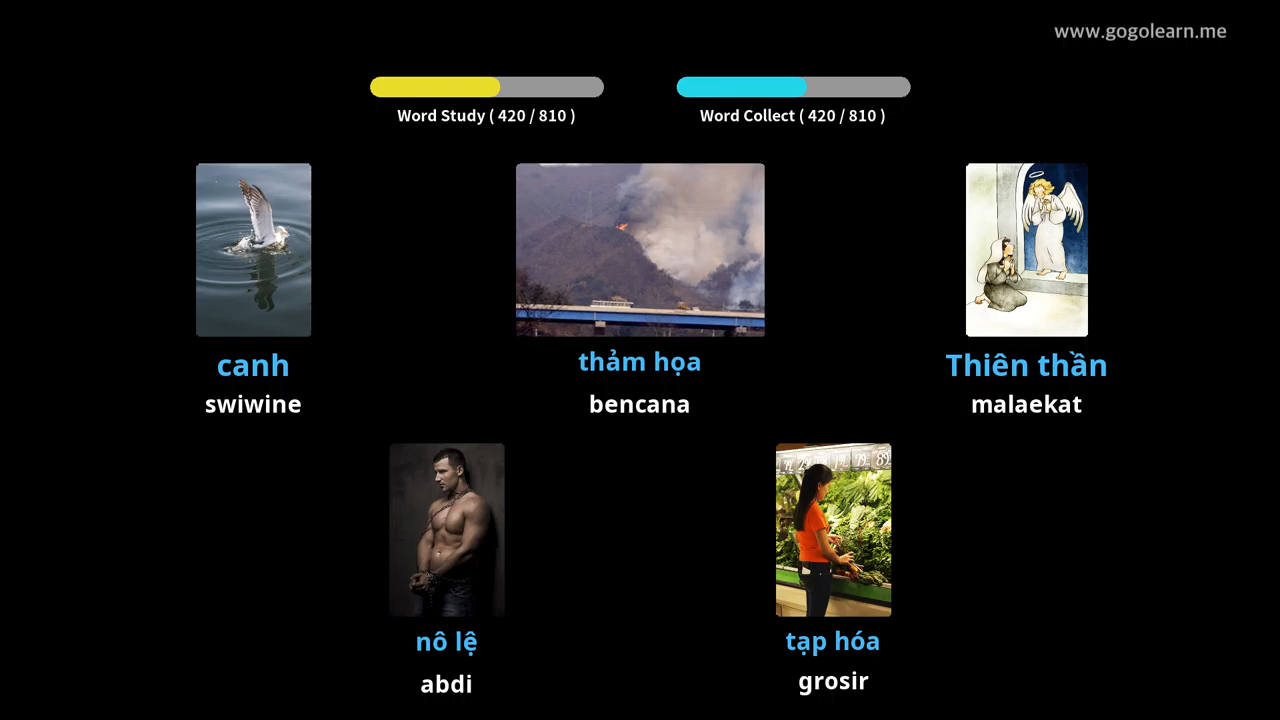 www.gogolearn.me
Word Study ( 420 / 810 )
Word Collect ( 420 / 810 )
canh
swiwine
thảm họa
bencana
Thiên thần
malaekat
nô lệ
abdi
tạp hóa
grosir